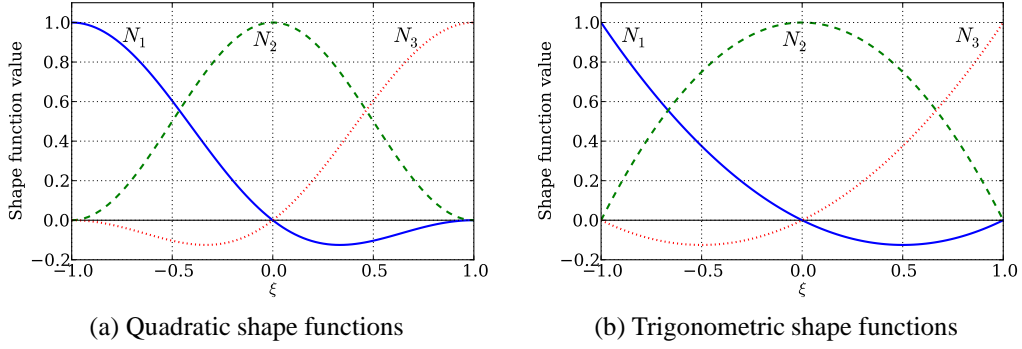 1.0
0.8
0.6
0.4
0.2
0.0
−0.2
Shape function value
N1
N2
N3
−1.0 −0.5 0.0 0.5 1.0
ξ
(a) Quadratic shape functions
1.0
0.8
0.6
0.4
0.2
0.0
−0.2
Shape function value
N1
N2
N3
−1.0 −0.5 0.0 0.5 1.0
ξ
(b) Trigonometric shape functions